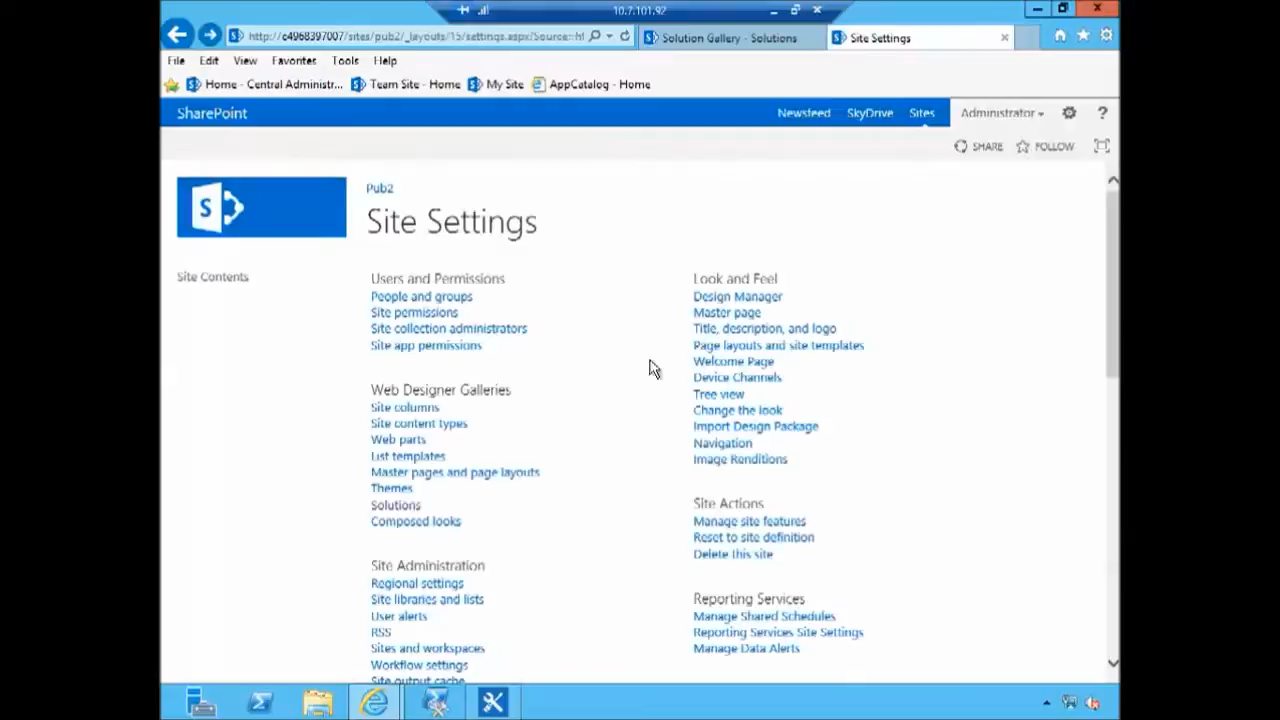 10.7.101.92
http://c4968397007/sites/pub2/_layouts/15/settings.aspx?Source=ht
Solution Gallery - Solutions
Site Settings
File Edit View Favorites Tools Help
Home - Central Administr... Team Site - Home My Site AppCatalog - Home
SharePoint
Newsfeed SkyDrive Sites Administrator ?
SHARE FOLLOW
S
Pub2
Site Settings
Site Contents
Users and Permissions
People and groups
Site permissions
Site collection administrators
Site app permissions
Web Designer Galleries
Site columns
Site content types
Web parts
List templates
Master pages and page layouts
Themes
Solutions
Composed looks
Site Administration
Regional settings
Site libraries and lists
User alerts
RSS
Sites and workspaces
Workflow settings
Site output cache
Look and Feel
Design Manager
Master page
Title, description, and logo
Page layouts and site templates
Welcome Page
Device Channels
Tree view
Change the look
Import Design Package
Navigation
Image Renditions
Site Actions
Manage site features
Reset to site definition
Delete this site
Reporting Services
Manage Shared Schedules
Reporting Services Site Settings
Manage Data Alerts